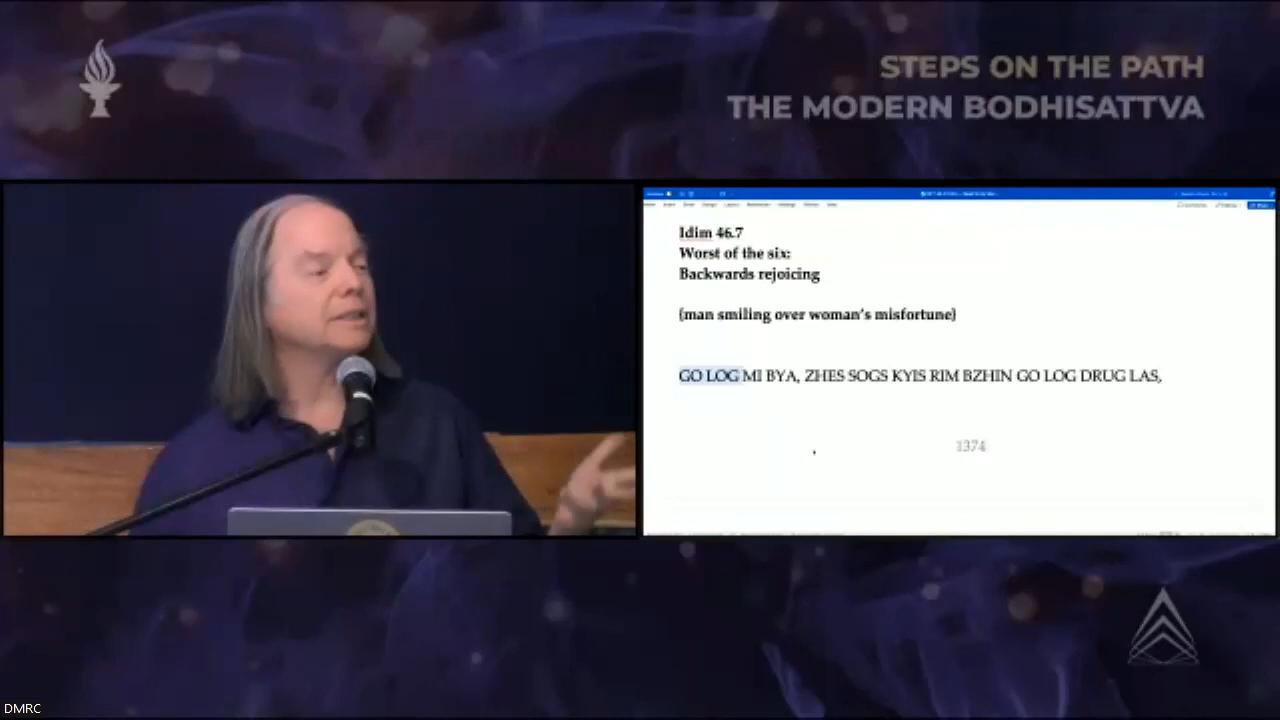 STEPS ON THE PATH
THE MODERN BODHISATTVA
Idim 46.7
Worst of the six:
Backwards rejoicing
{man smiling over woman's misfortune}
GO LOG MI BYA, ZHES SOGS KYIS RIM BZHIN GO LOG DRUG LAS,
1374
DMRC